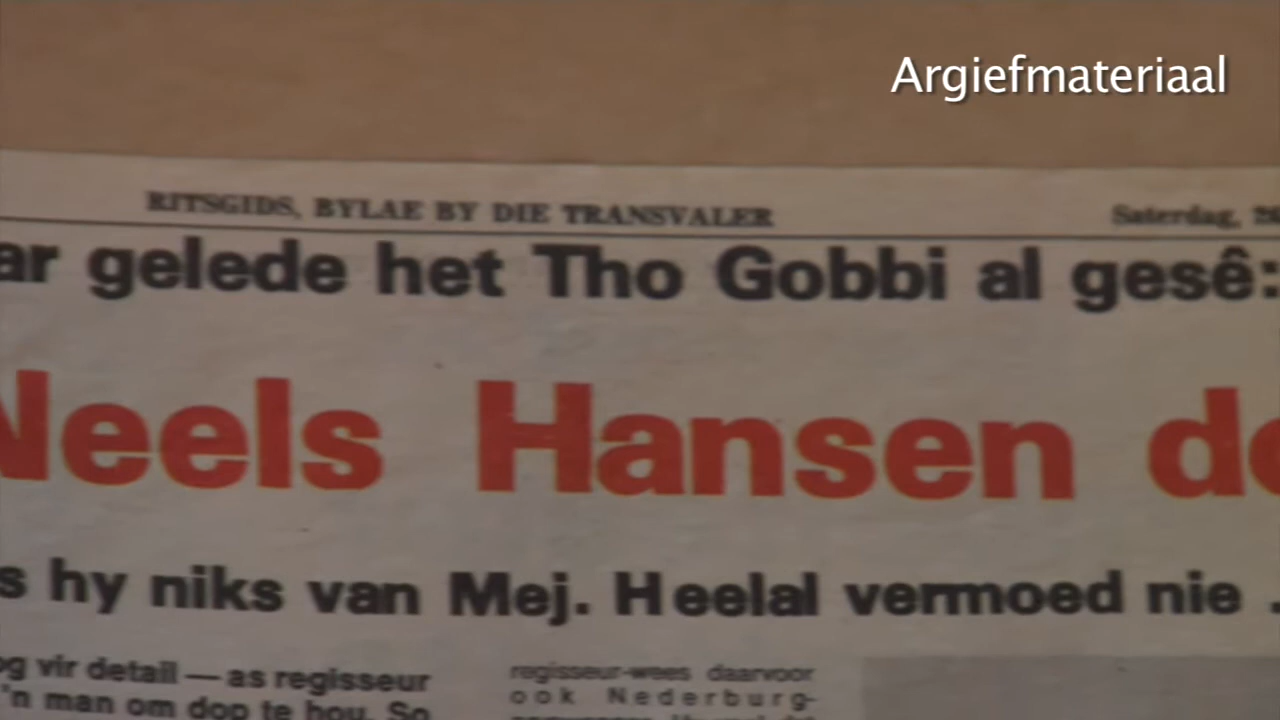 Argiefmateriaal
RITSGIDS, BYLAE BY DIE TRANSVALER
Saterdag,
ar gelede het Tho Gobbi al gesê:
Neels Hansen de
s hy niks van Mej. Heelal vermoed nie .
og vir detail — as regisseur
'n man om dop te hou. So
regisseur-wees daarvoor
ook Nederburg-